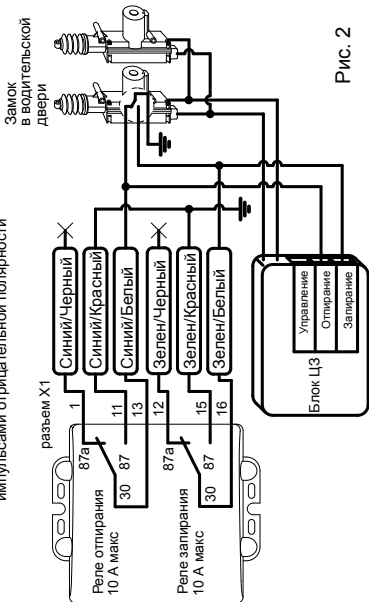 импульсами отрицательной полярности
Замок
в водительской
двери
разъем X1
1
11
13
12
15
16
Синий/Черный
Синий/Красный
Синий/Белый
Зелен/Черный
Зелен/Красный
Зелен/Белый
87а
87
30
Реле отпирания
10 А макс
87а
87
30
Реле запирания
10 А макс
Блок ЦЗ
Управление
Отпирание
Запирание
Рис. 2